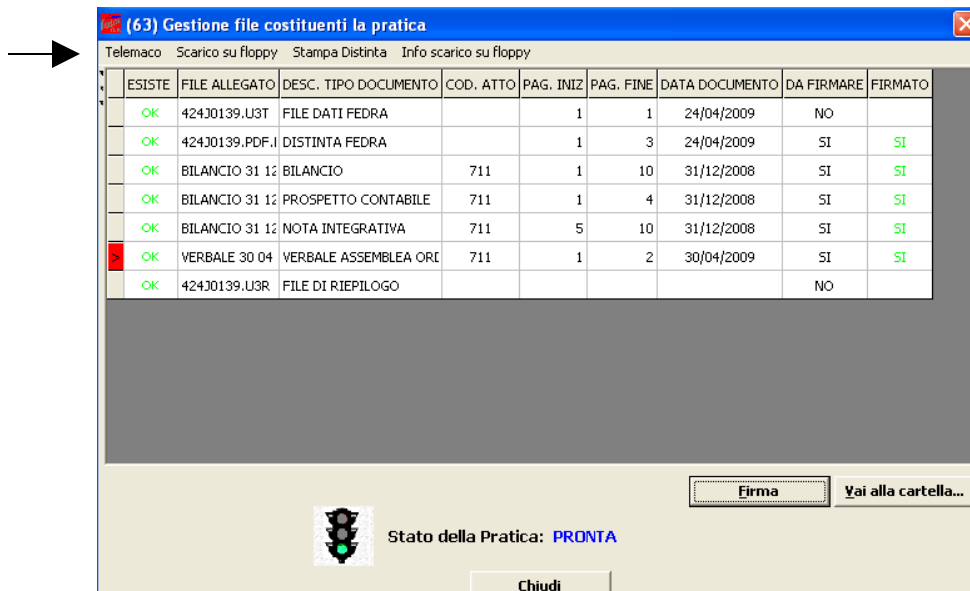 (63) Gestione file costituenti la pratica
Telemaco Scarico su floppy Stampa Distinta Info scarico su floppy
ESISTE FILE ALLEGATO DESC. TIPO DOCUMENTO COD. ATTO PAG. INIZ PAG. FINE DATA DOCUMENTO DA FIRMARE FIRMATO
OK 424J0139.U3T FILE DATI FEDRA 1 1 24/04/2009 NO
OK 424J0139.PDF. DISTINTA FEDRA 1 3 24/04/2009 SI SI
OK BILANCIO 31 12 BILANCIO 711 1 10 31/12/2008 SI SI
OK BILANCIO 31 12 PROSPETTO CONTABILE 711 1 4 31/12/2008 SI SI
OK BILANCIO 31 12 NOTA INTEGRATIVA 711 5 10 31/12/2008 SI SI
> OK VERBALE 30 04 VERBALE ASSEMBLEA ORD 711 1 2 30/04/2009 SI SI
OK 424J0139.U3R FILE DI RIEPILOGO NO
Firma Vai alla cartella...
Stato della Pratica: PRONTA
Chiudi